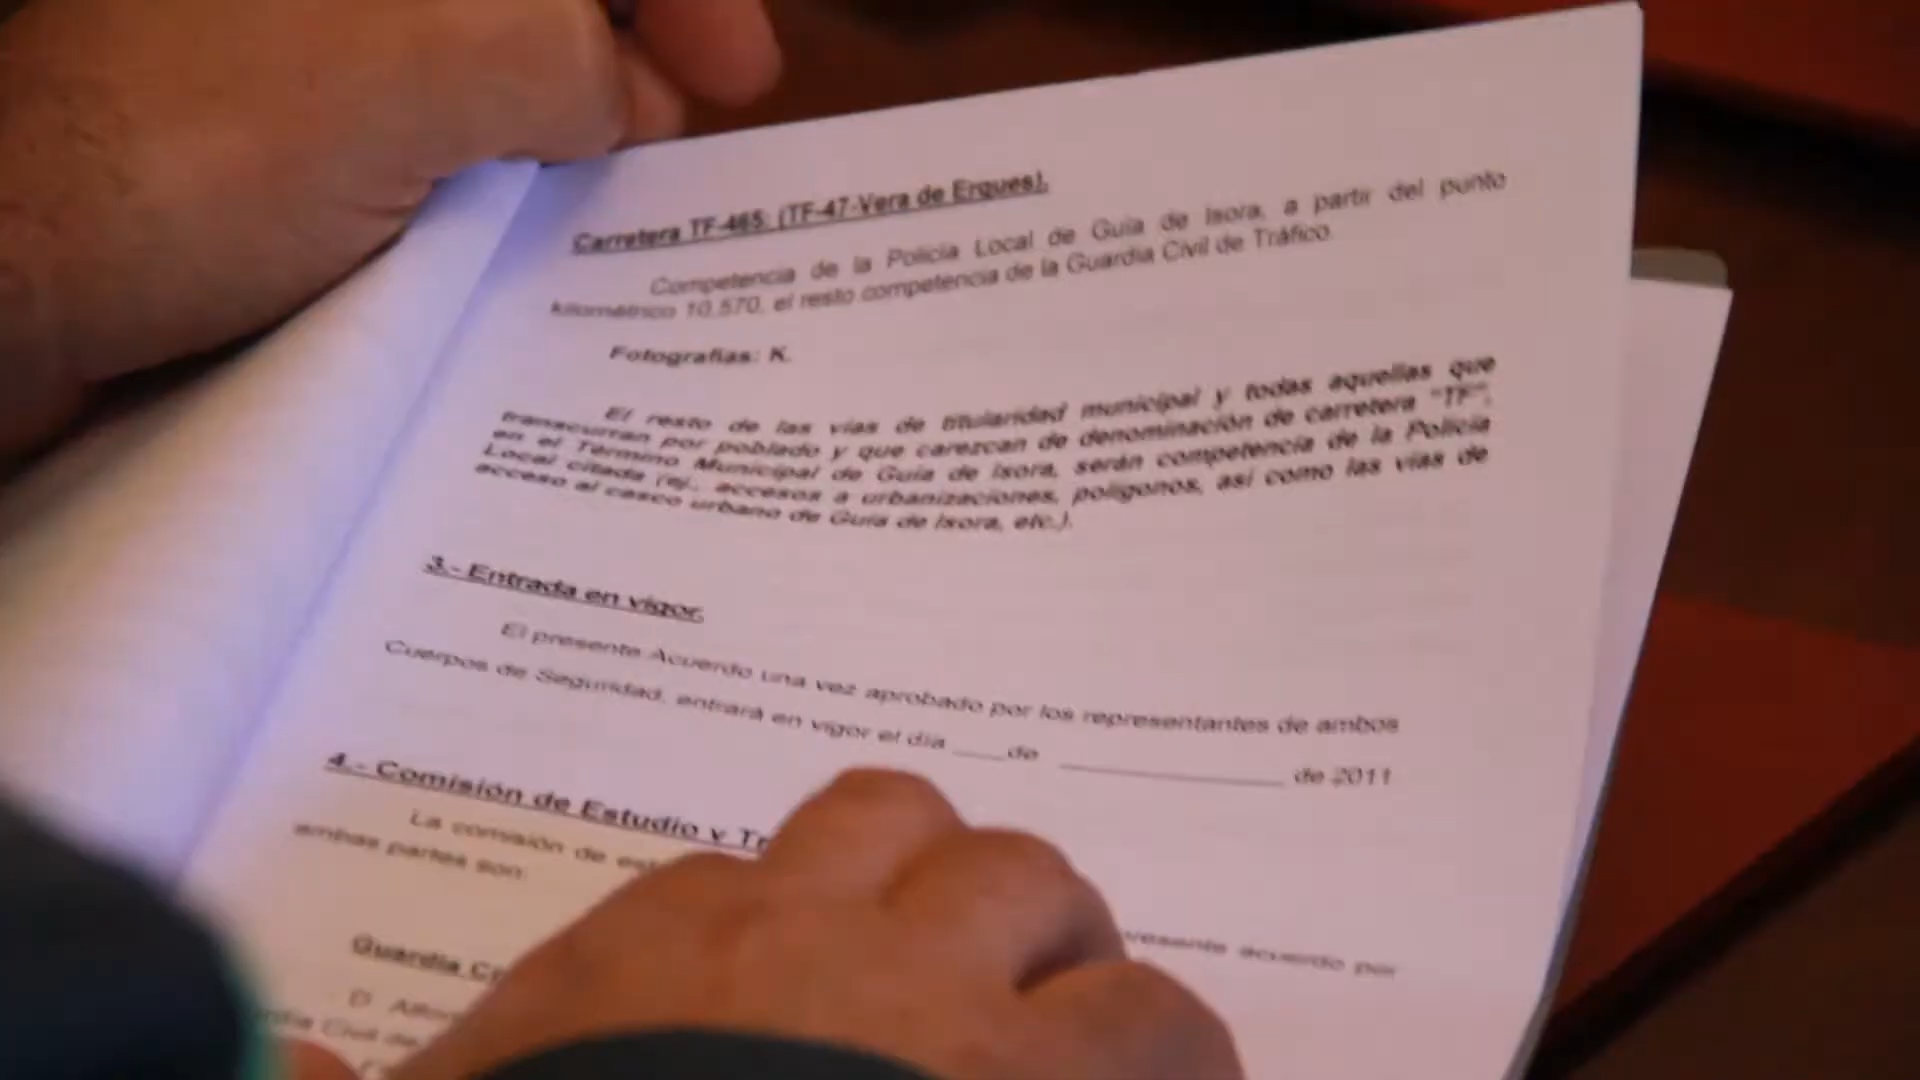 Carretera TF-465: (TF-47-Vera de Erques).
Competencia de la Policía Local de Guía de Isora, a partir del punto
kilométrico 10,570, el resto competencia de la Guardia Civil de Tráfico.
Fotografías: K.
El resto de las vías de titularidad municipal y todas aquellas que
transcurran por poblado y que carezcan de denominación de carretera "TF",
en el Término Municipal de Guía de Isora, serán competencia de la Policía
Local citada (ej., accesos a urbanizaciones, polígonos, así como las vías de
acceso al casco urbano de Guía de Isora, etc.).
3.- Entrada en vigor.
El presente Acuerdo una vez aprobado por los representantes de ambos
Cuerpos de Seguridad, entrará en vigor el día ____de ______________ de 2011
4.- Comisión de Estudio y
La comisión de
presente acuerdo por
ambas partes son:
Guardia
D.
Civil de